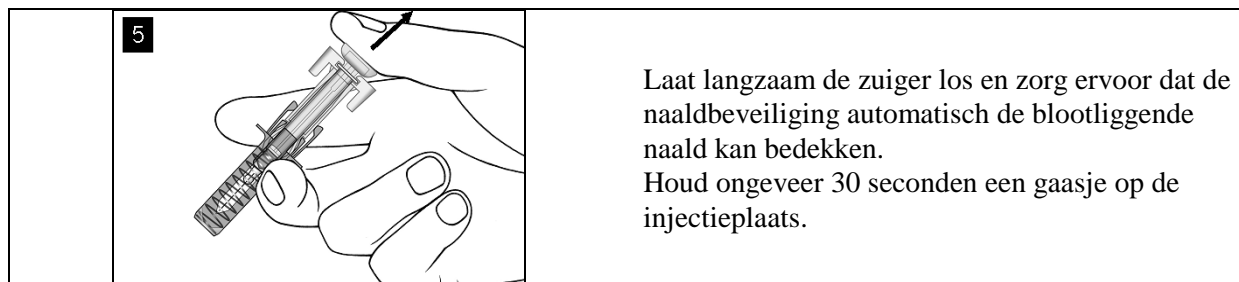 5
Laat langzaam de zuiger los en zorg ervoor dat de
naaldbeveiliging automatisch de blootliggende
naald kan bedekken.
Houd ongeveer 30 seconden een gaasje op de
injectieplaats.